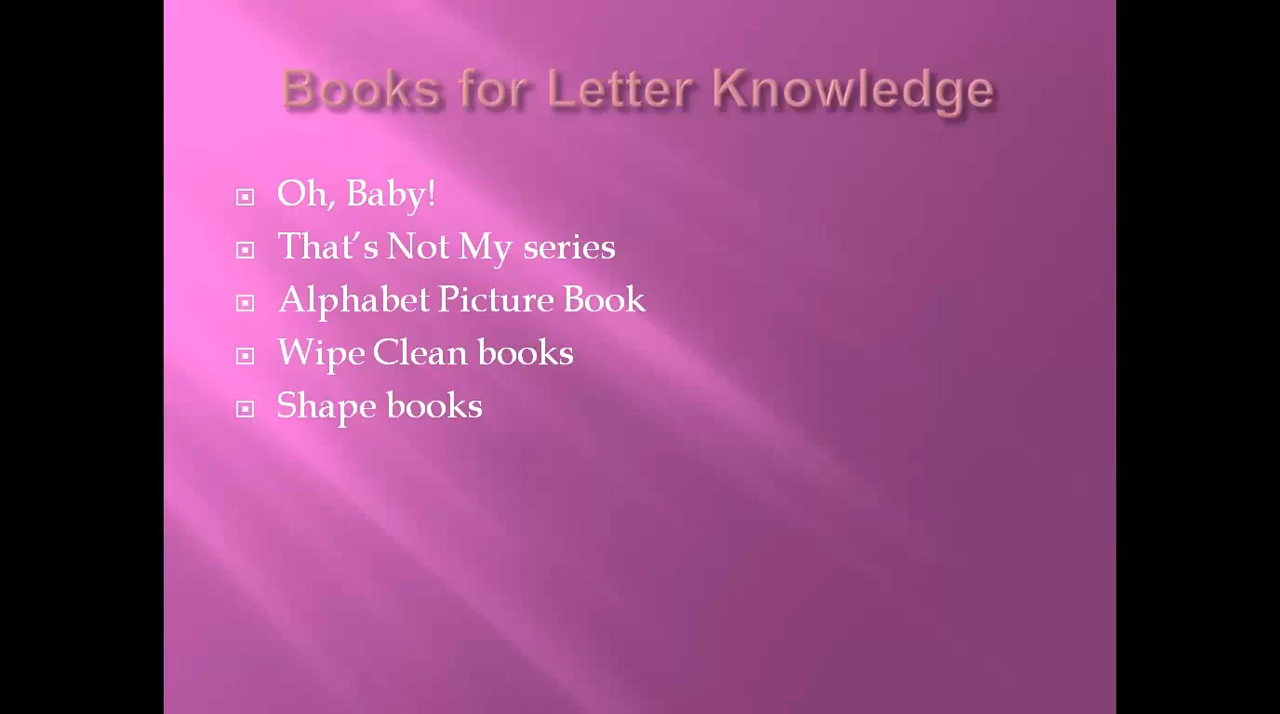 Books for Letter Knowledge
Oh, Baby!
That’s Not My series
Alphabet Picture Book
Wipe Clean books
Shape books